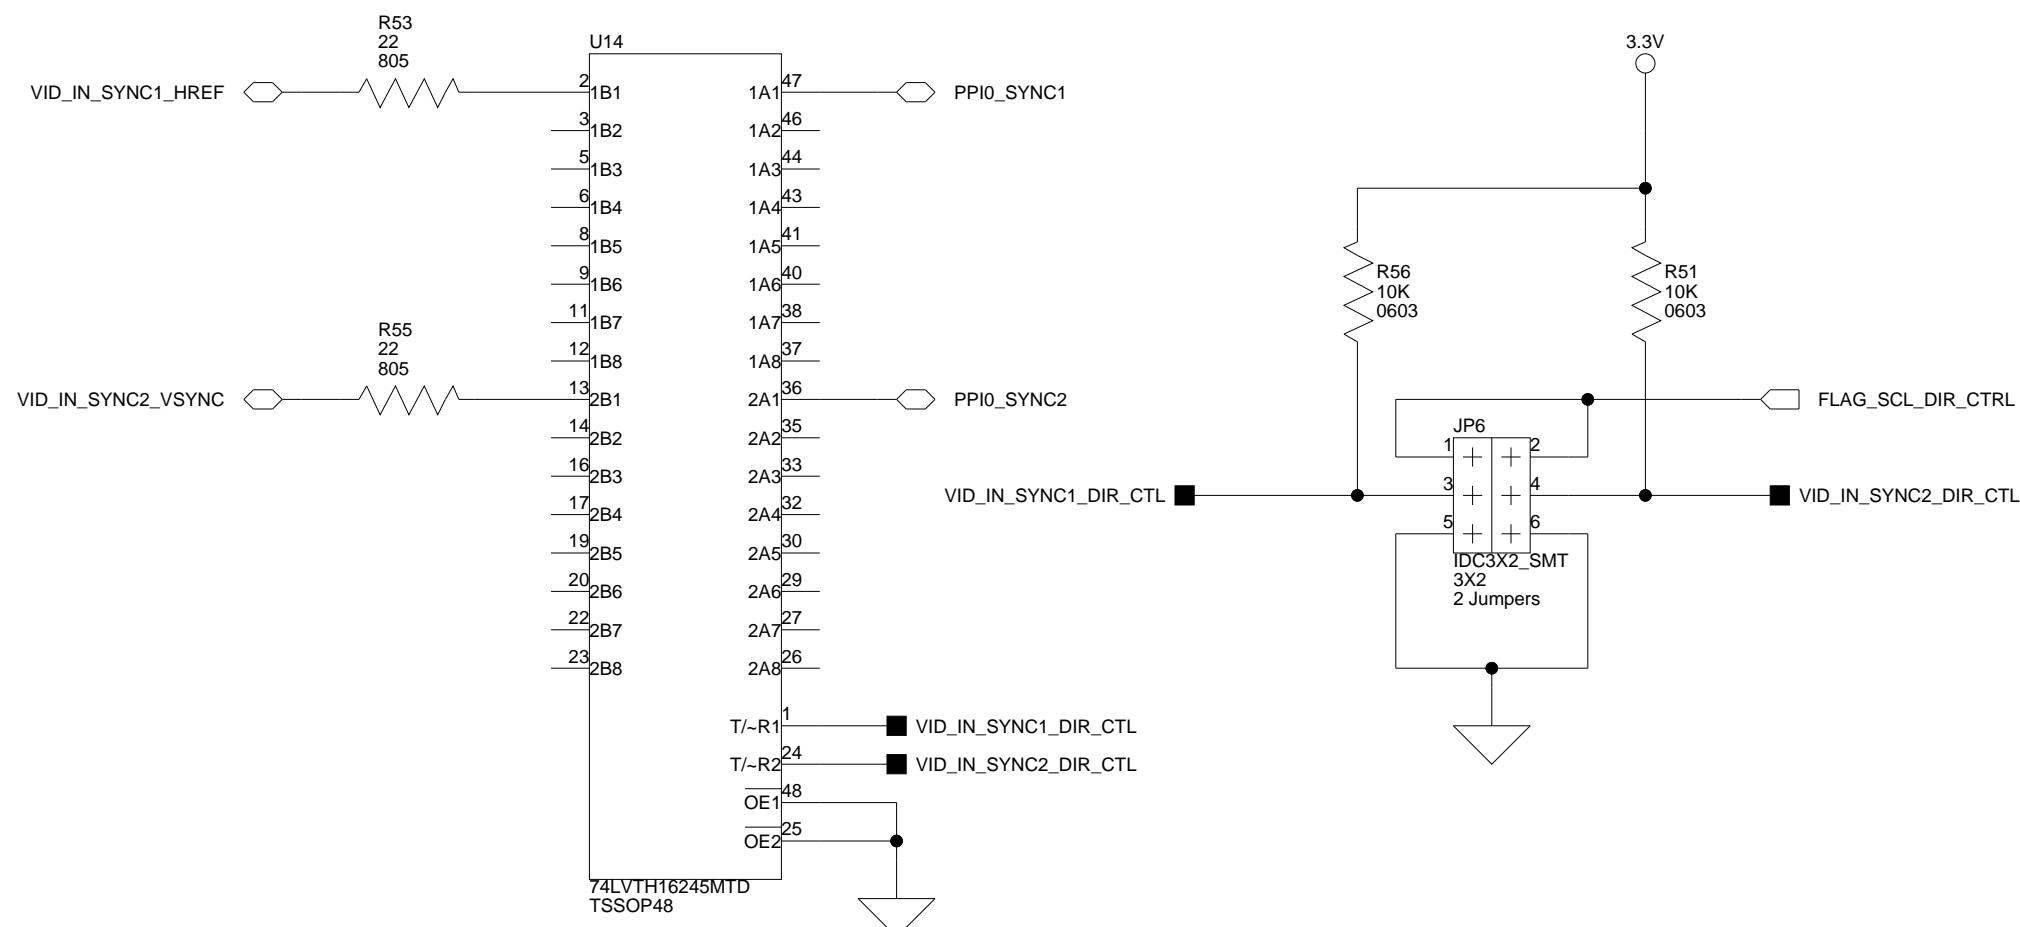 R53
22
805
VID_IN_SYNC1_HREF
U14
2
1B1
3
1B2
5
1B3
6
1B4
8
1B5
9
1B6
11
1B7
12
1B8
13
2B1
14
2B2
16
2B3
17
2B4
19
2B5
20
2B6
22
2B7
23
2B8
R55
22
805
VID_IN_SYNC2_VSYNC
1A1
47
PPI0_SYNC1
1A2
46
1A3
44
1A4
43
1A5
41
1A6
40
1A7
38
1A8
37
2A1
36
PPI0_SYNC2
2A2
35
2A3
33
2A4
32
2A5
30
2A6
29
2A7
27
2A8
26
T/~R1
1
VID_IN_SYNC1_DIR_CTL
T/~R2
24
VID_IN_SYNC2_DIR_CTL
OE1
48
OE2
25
74LVTH16245MTD
TSSOP48
3.3V
R56
10K
0603
R51
10K
0603
FLAG_SCL_DIR_CTRL
JP6
1
2
VID_IN_SYNC1_DIR_CTL
3
4
VID_IN_SYNC2_DIR_CTL
5
6
IDC3X2_SMT
3X2
2 Jumpers